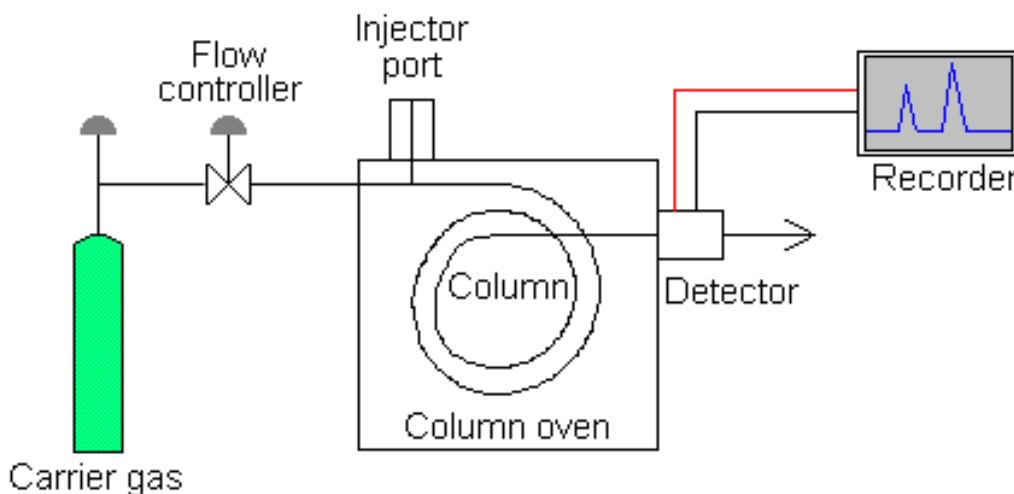 Injector
port
Flow
controller
Recorder
Column
Detector
Column oven
Carrier gas